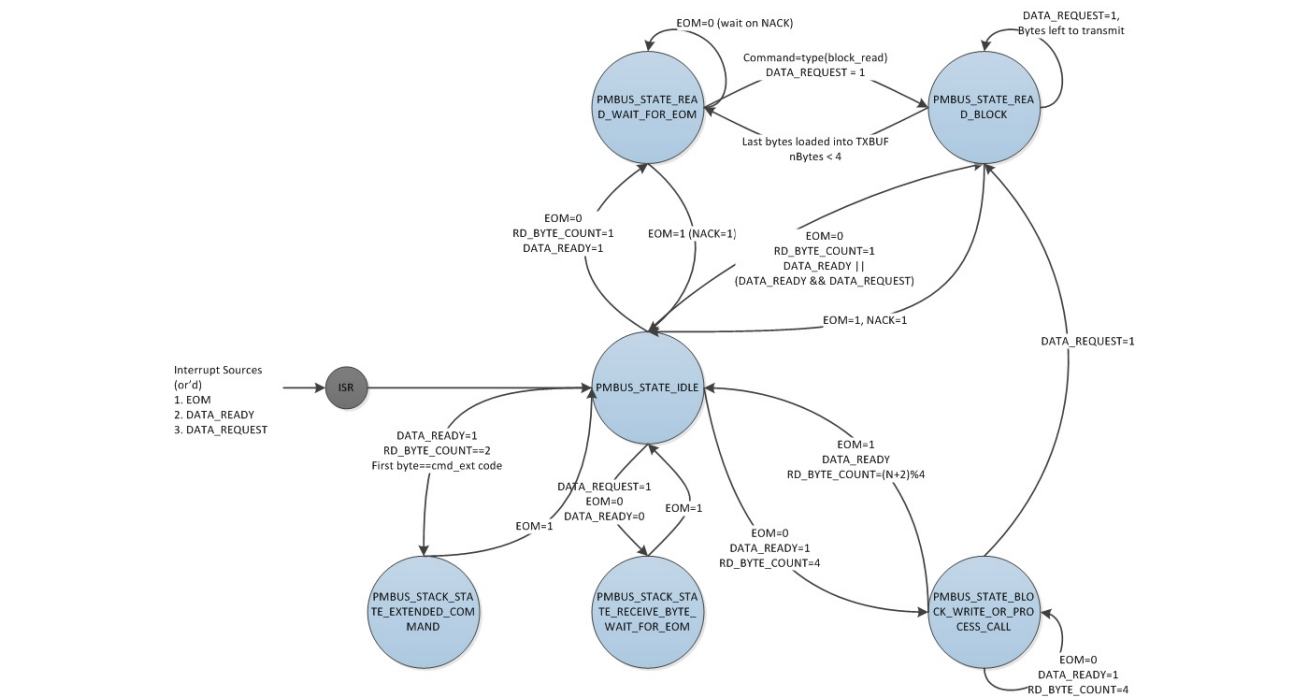 EOM=0 (wait on NACK)
DATA_REQUEST=1,
Bytes left to transmit
Command=type(block_read)
DATA_REQUEST = 1
PMBUS_STATE_REA
D_WAIT_FOR_EOM
PMBUS_STATE_REA
D_BLOCK
Last bytes loaded into TXBUF
nBytes < 4
EOM=0
RD_BYTE_COUNT=1
DATA_READY=1
EOM=1 (NACK=1)
EOM=0
RD_BYTE_COUNT=1
DATA_READY ||
(DATA_READY && DATA_REQUEST)
EOM=1, NACK=1
DATA_REQUEST=1
Interrupt Sources
(or'd)
1. EOM
2. DATA_READY
3. DATA_REQUEST
ISR
PMBUS_STATE_IDLE
DATA_READY=1
RD_BYTE_COUNT==2
First byte==cmd_ext code
EOM=1
DATA_REQUEST=1
EOM=0
DATA_READY=0
EOM=1
EOM=0
DATA_READY=1
RD_BYTE_COUNT=4
EOM=1
DATA_READY
RD_BYTE_COUNT=(N+2)%4
PMBUS_STACK_STA
TE_EXTENDED_COM
MAND
PMBUS_STACK_STA
TE_RECEIVE_BYTE_
WAIT_FOR_EOM
PMBUS_STATE_BLO
CK_WRITE_OR_PRO
CESS_CALL
EOM=0
DATA_READY=1
RD_BYTE_COUNT=4